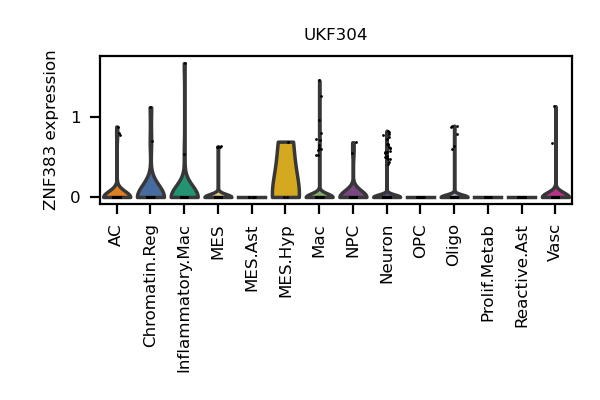 UKF304
ZNF383 expression
1
0
AC
Chromatin.Reg
Inflammatory.Mac
MES
MES.Ast
MES.Hyp
Mac
NPC
Neuron
OPC
Oligo
Prolif.Metab
Reactive.Ast
Vasc